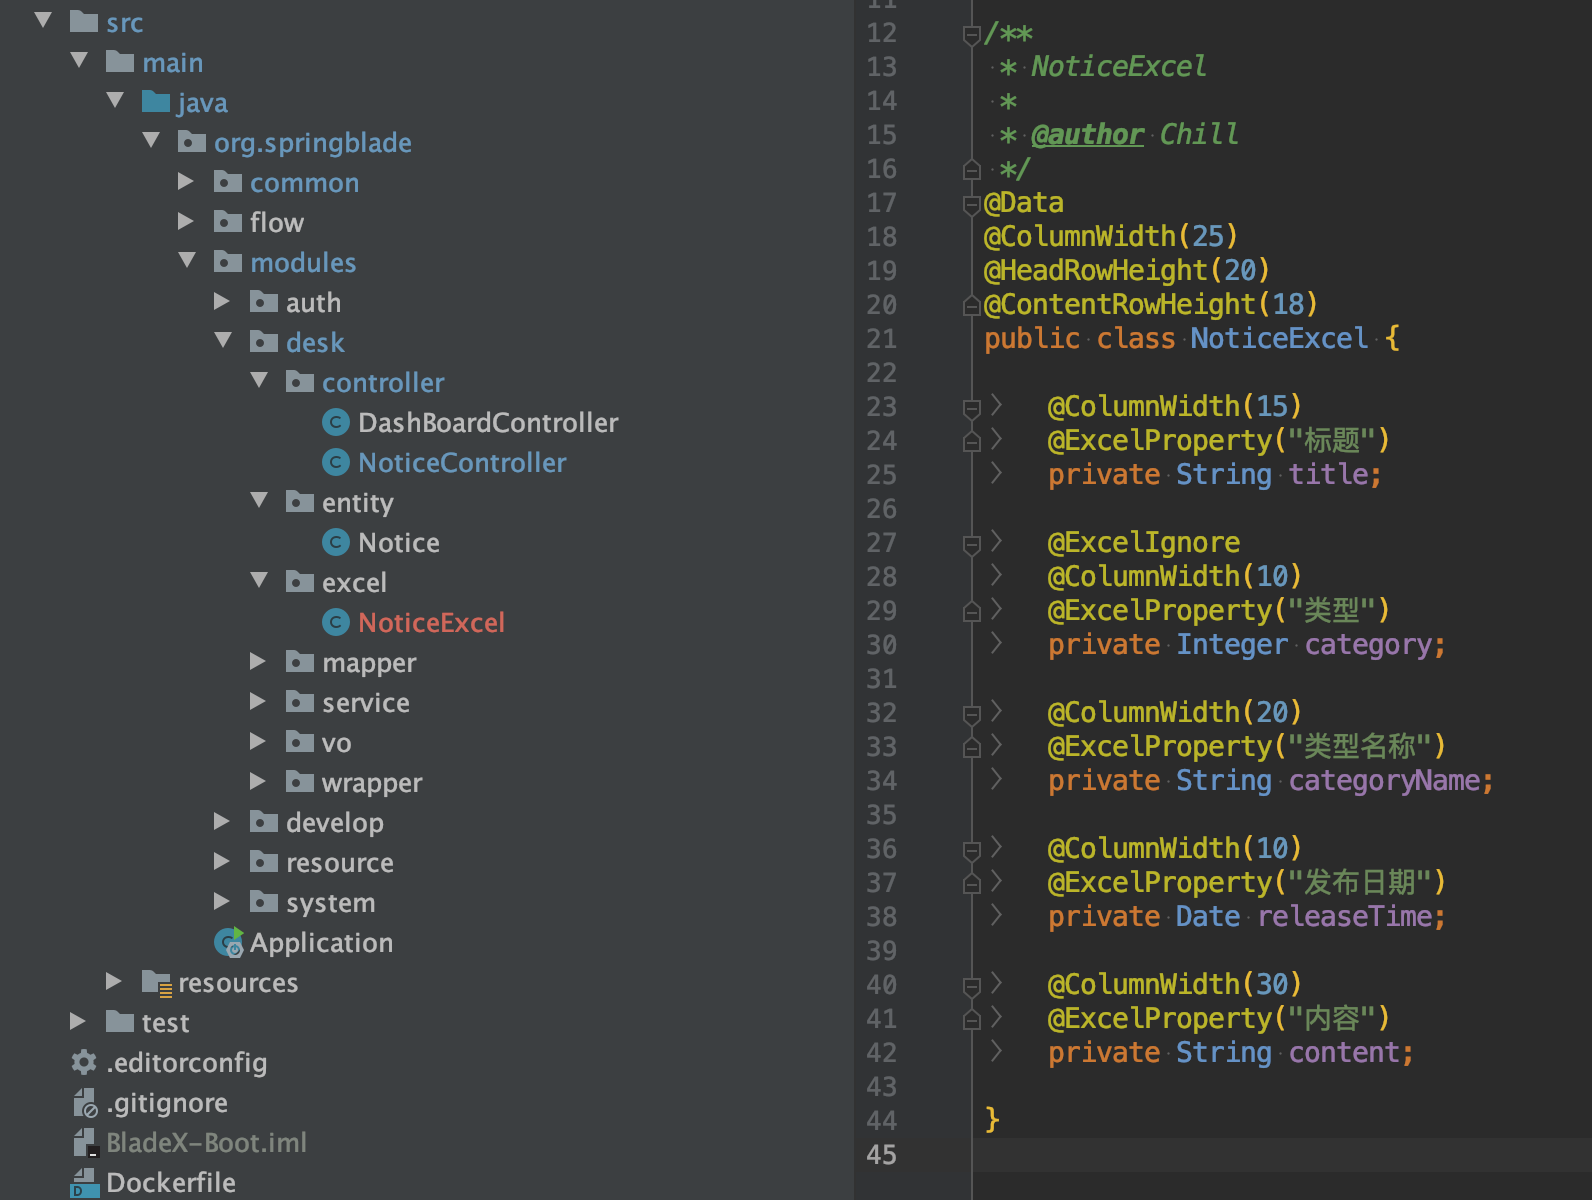 src
main
java
org.springblade
common
flow
modules
auth
desk
controller
DashBoardController
NoticeController
entity
Notice
excel
NoticeExcel
mapper
service
vo
wrapper
develop
resource
system
Application
resources
test
.editorconfig
.gitignore
BladeX-Boot.iml
Dockerfile
11
12 /**
13 * NoticeExcel
14 *
15 * @author Chill
16 */
17 @Data
18 @ColumnWidth(25)
19 @HeadRowHeight(20)
20 @ContentRowHeight(18)
21 public class NoticeExcel {
22
23 @ColumnWidth(15)
24 @ExcelProperty("标题")
25 private String title;
26
27 @ExcelIgnore
28 @ColumnWidth(10)
29 @ExcelProperty("类型")
30 private Integer category;
31
32 @ColumnWidth(20)
33 @ExcelProperty("类型名称")
34 private String categoryName;
35
36 @ColumnWidth(10)
37 @ExcelProperty("发布日期")
38 private Date releaseTime;
39
40 @ColumnWidth(30)
41 @ExcelProperty("内容")
42 private String content;
43
44 }
45